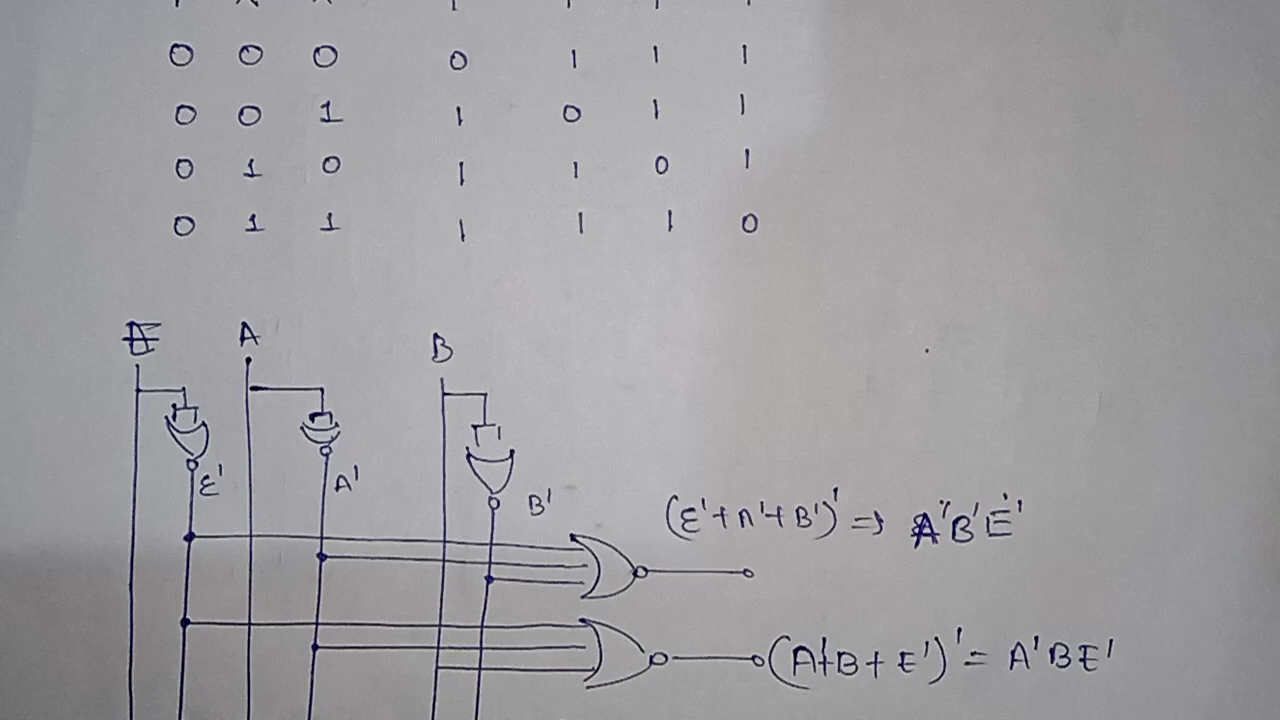 0 0 0 0 1 1 1
0 0 1 1 0 1 1
0 1 0 1 1 0 1
0 1 1 1 1 1 0
A B
E' A' B'
(E'+A'+B')' => A''B'E''
(A'+B+E')' = A'BE'